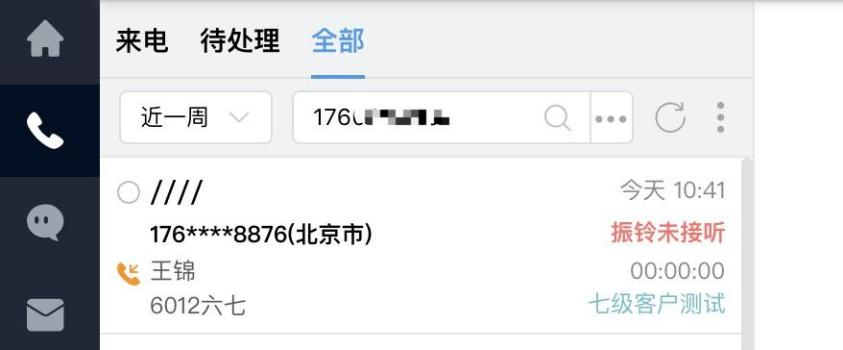 来电 待处理 全部
近一周 176
//// 今天 10:41
176****8876(北京市) 振铃未接听
王锦 00:00:00
6012六七 七级客户测试